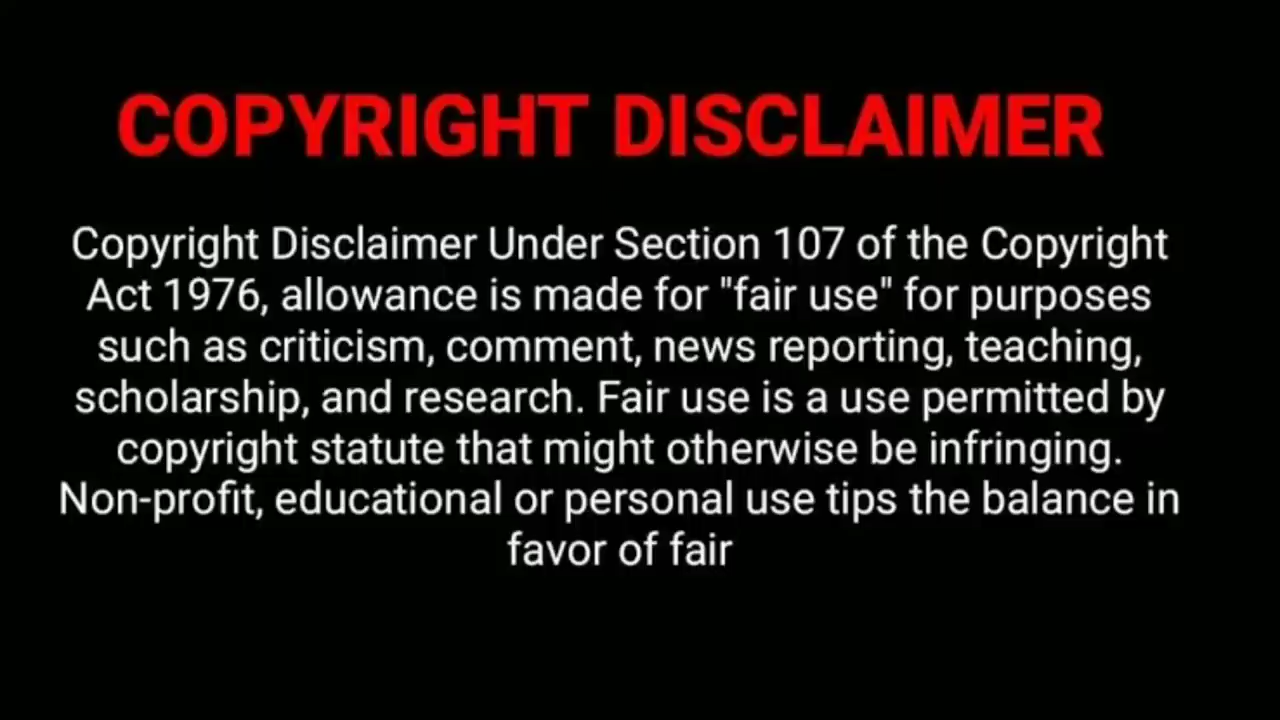 COPYRIGHT DISCLAIMER
Copyright Disclaimer Under Section 107 of the Copyright
Act 1976, allowance is made for "fair use" for purposes
such as criticism, comment, news reporting, teaching,
scholarship, and research. Fair use is a use permitted by
copyright statute that might otherwise be infringing.
Non-profit, educational or personal use tips the balance in
favor of fair